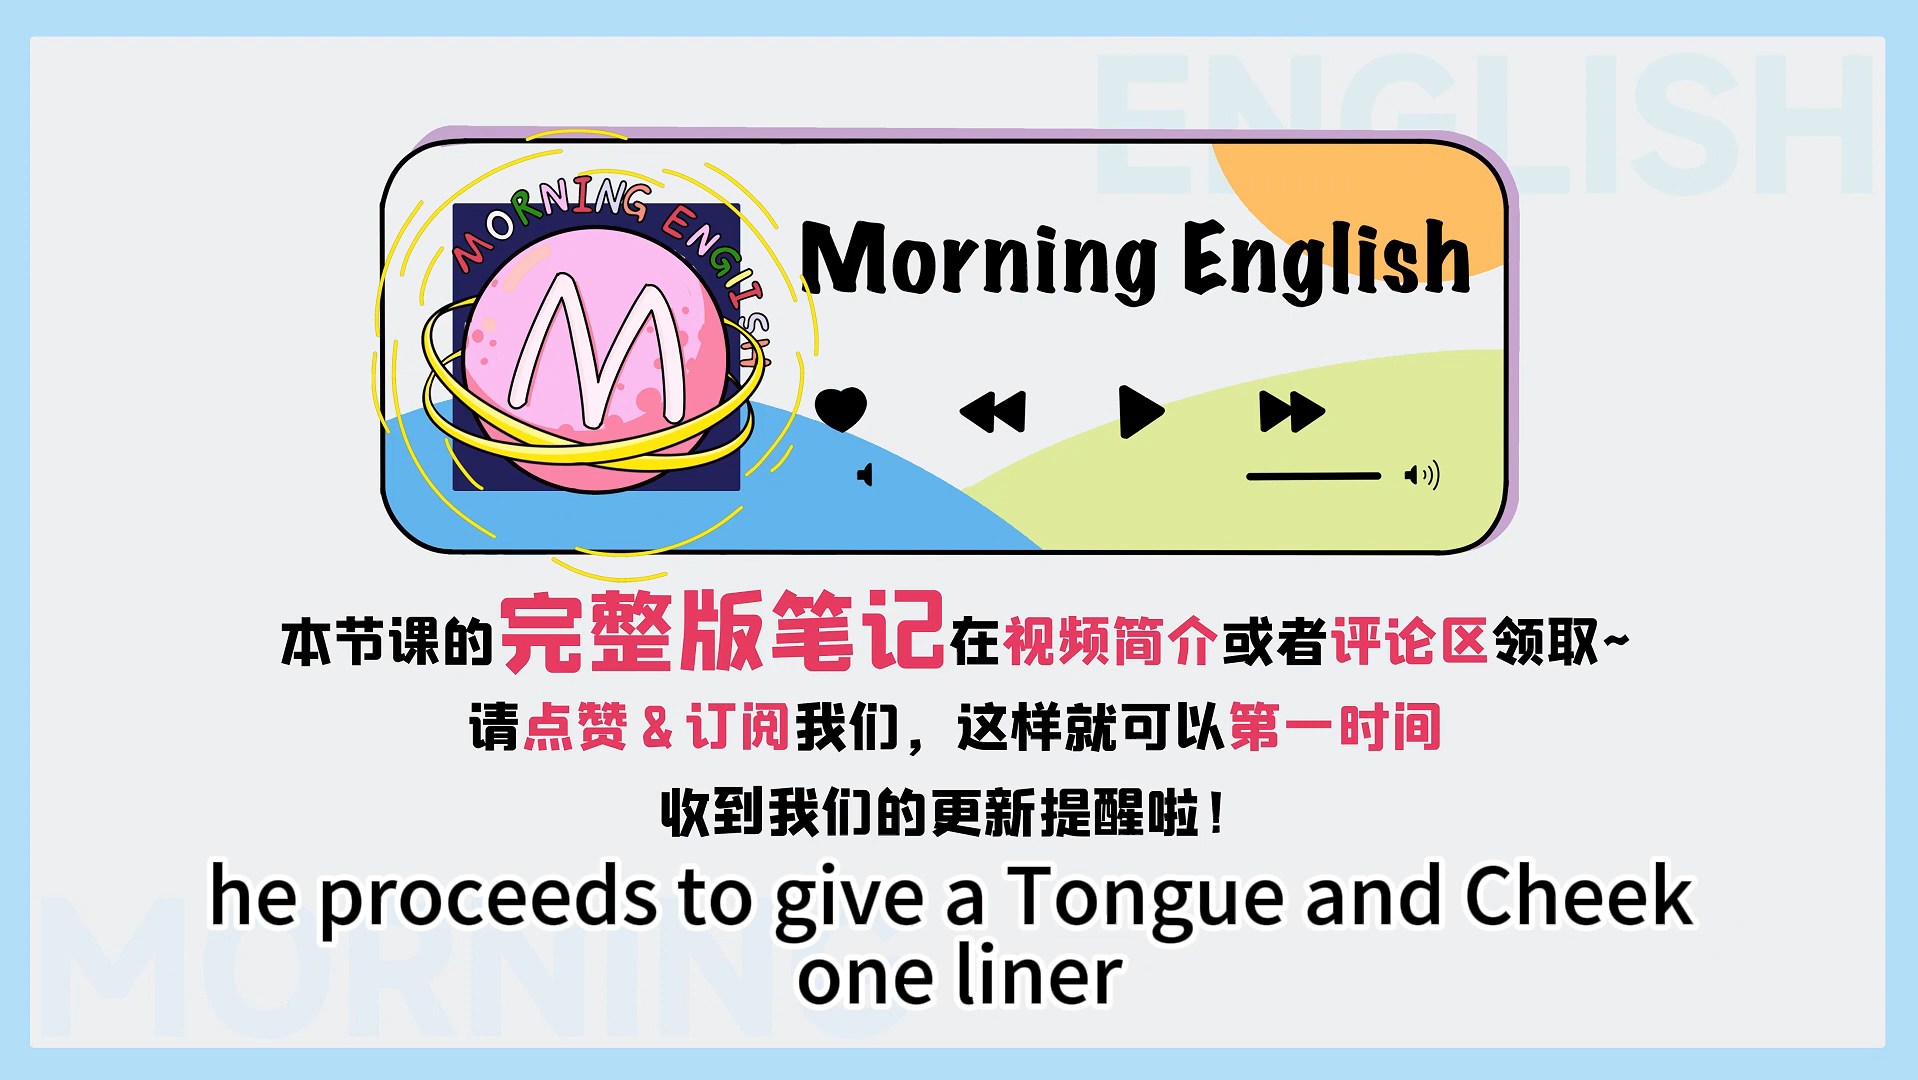 ENGLISH
MORNING ENGLISH
M
Morning English
本节课的完整版笔记在视频简介或者评论区领取~
请点赞&订阅我们，这样就可以第一时间
收到我们的更新提醒啦！
he proceeds to give a Tongue and Cheek
one liner
MORNING